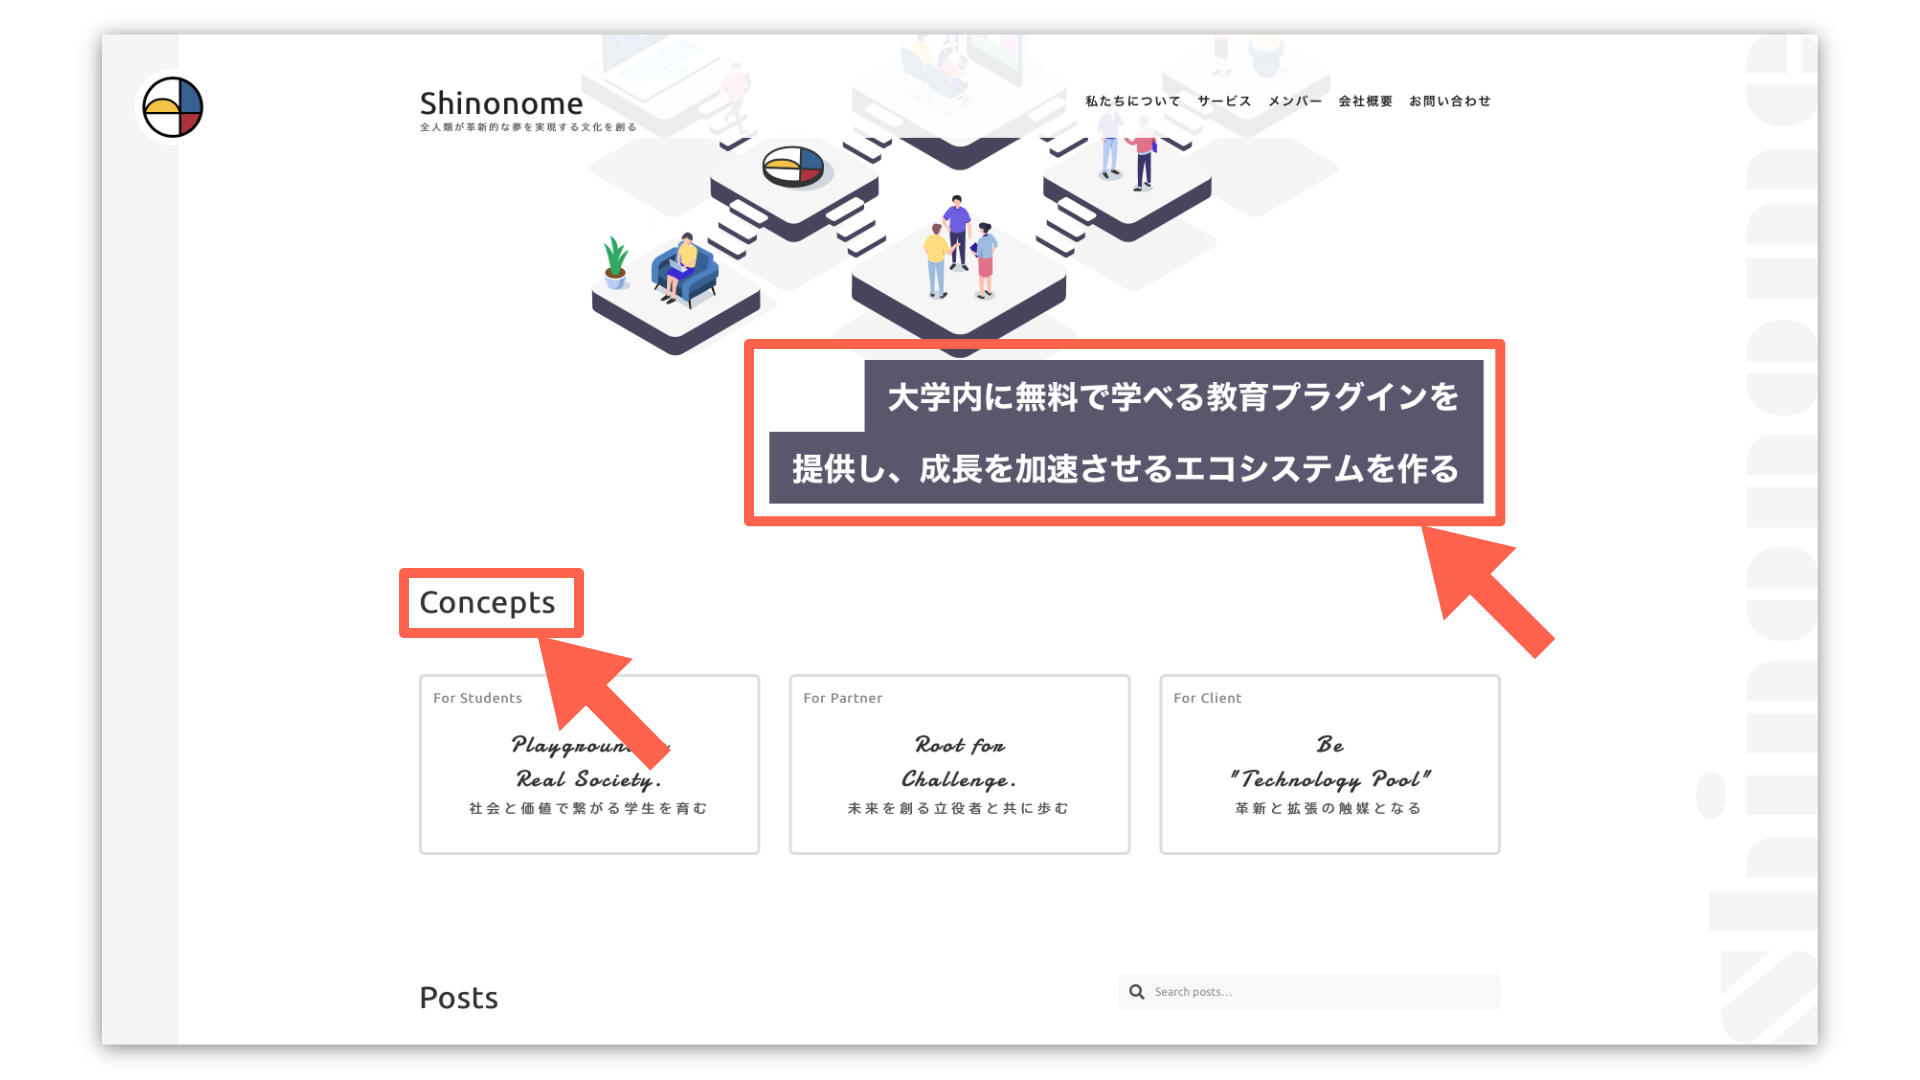 Shinonome
全人類が革新的な夢を実現する文化を創る
私たちについて サービス メンバー 会社概要 お問い合わせ
大学内に無料で学べる教育プラグインを
提供し、成長を加速させるエコシステムを作る
Concepts
For Students
Real Society.
社会と価値で繋がる学生を育む
For Partner
Root for
Challenge.
未来を創る立役者と共に歩む
For Client
Be
"Technology Pool"
革新と拡張の触媒となる
Posts
Search posts...
Shinonome